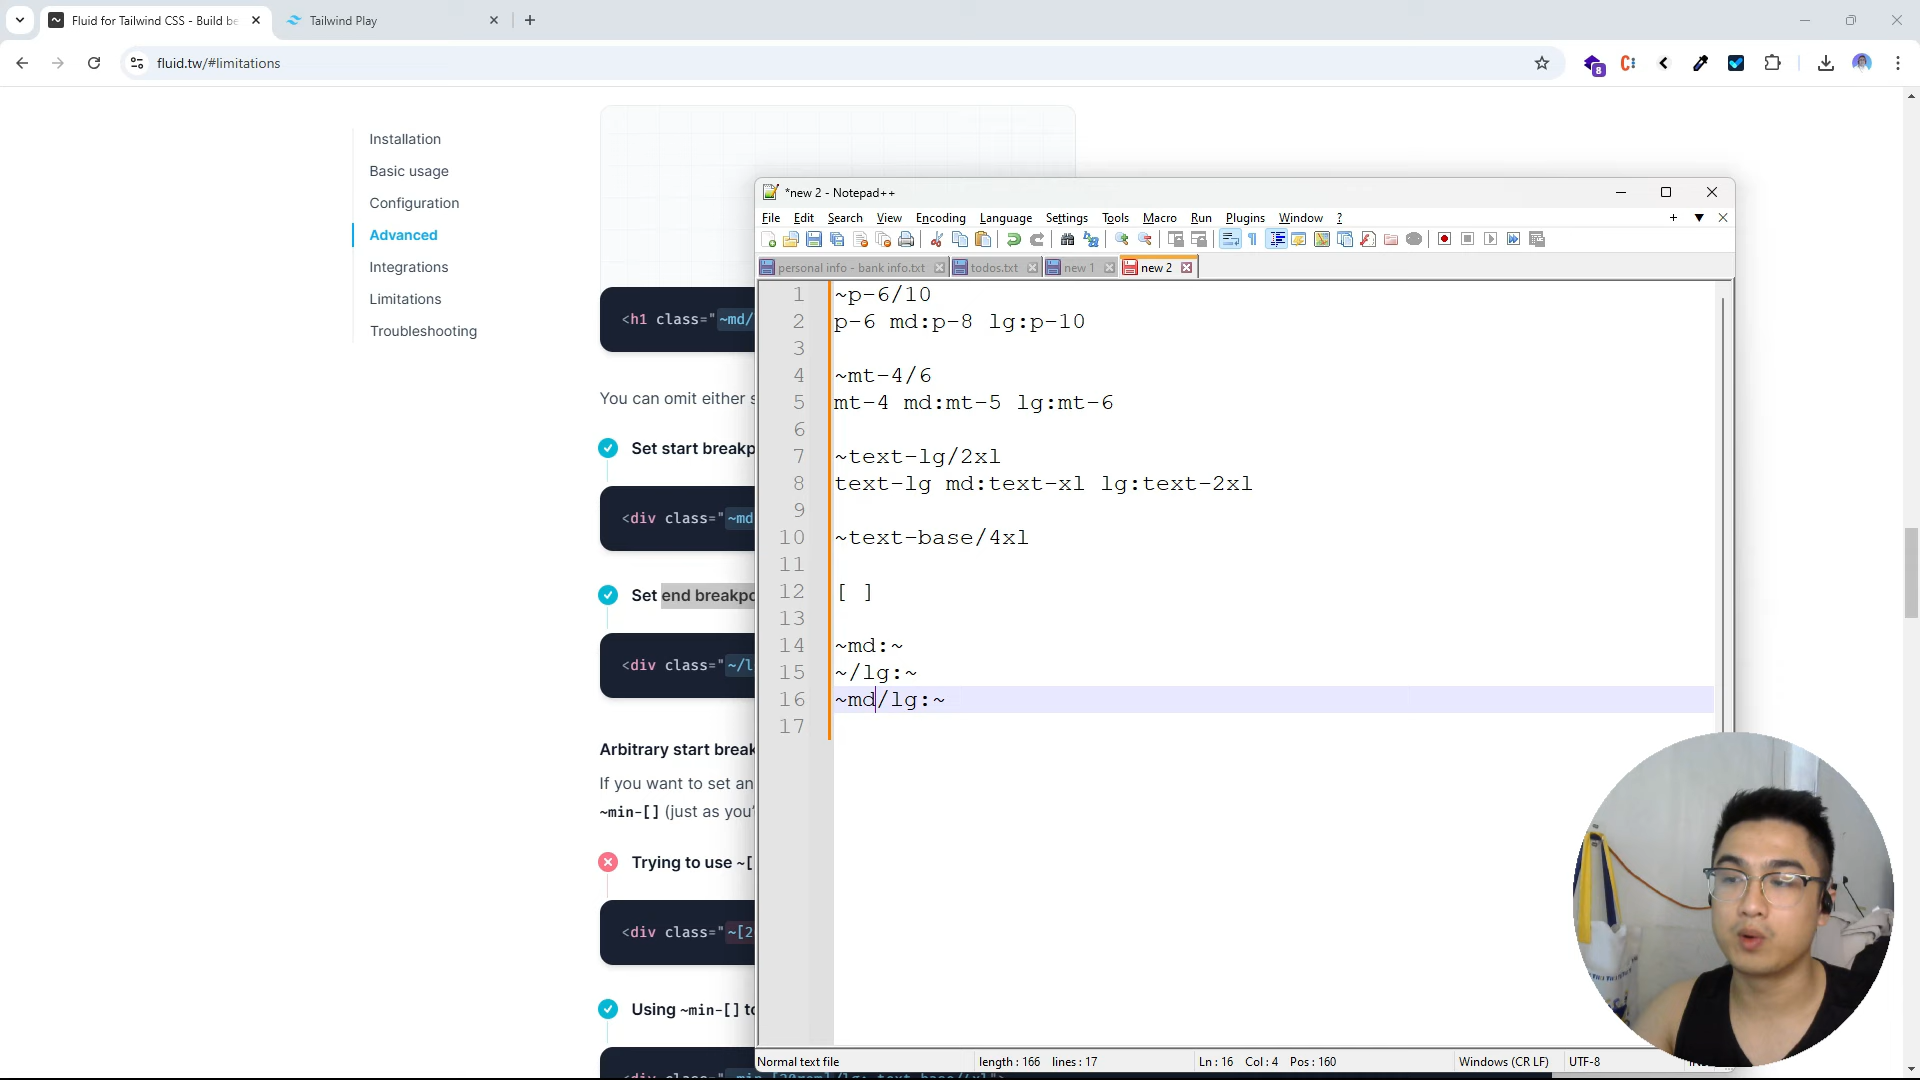 Fluid for Tailwind CSS - Build be
Tailwind Play
fluid.tw/#limitations
8
Installation
Basic usage
Configuration
Advanced
Integrations
Limitations
Troubleshooting
<h1 class="~md/
You can omit either s
Set start breakp
<div class="~md
Set end breakpo
<div class="~/l
Arbitrary start break
If you want to set an
~min-[] (just as you'
Trying to use ~[
<div class="~[2
Using ~min-[] to
*new 2 - Notepad++
File Edit Search View Encoding Language Settings Tools Macro Run Plugins Window ?
personal info - bank info.txt
todos.txt
new 1
new 2
1 ~p-6/10
2 p-6 md:p-8 lg:p-10
3
4 ~mt-4/6
5 mt-4 md:mt-5 lg:mt-6
6
7 ~text-lg/2xl
8 text-lg md:text-xl lg:text-2xl
9
10 ~text-base/4xl
11
12 [ ]
13
14 ~md:~
15 ~/lg:~
16 ~md/lg:~
17
Normal text file
length : 166 lines : 17
Ln : 16 Col : 4 Pos : 160
Windows (CR LF)
UTF-8